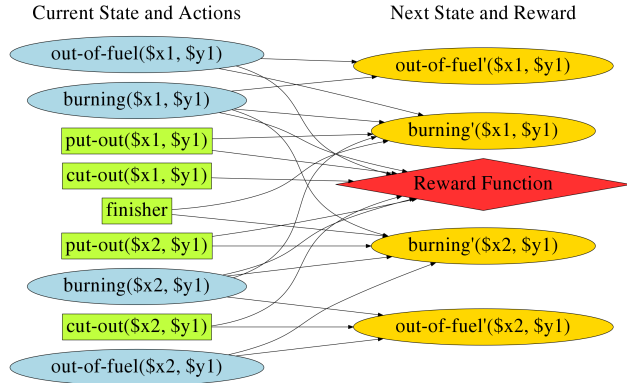 Current State and Actions
Next State and Reward
out-of-fuel($x1, $y1)
burning($x1, $y1)
put-out($x1, $y1)
cut-out($x1, $y1)
finisher
put-out($x2, $y1)
burning($x2, $y1)
cut-out($x2, $y1)
out-of-fuel($x2, $y1)
out-of-fuel'($x1, $y1)
burning'($x1, $y1)
Reward Function
burning'($x2, $y1)
out-of-fuel'($x2, $y1)